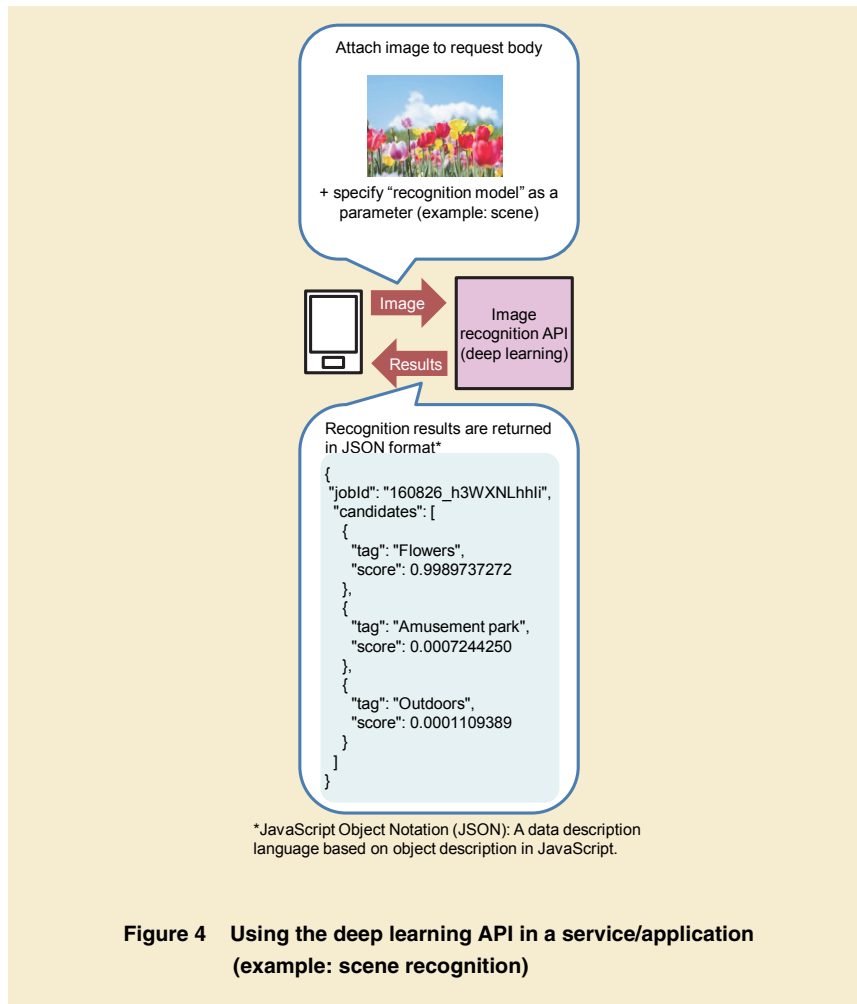 Attach image to request body
+ specify “recognition model” as a
parameter (example: scene)
Image
Image
recognition API
(deep learning)
Results
Recognition results are returned
in JSON format*
{
"jobId": "160826_h3WXNLhhIi",
"candidates": [
{
"tag": "Flowers",
"score": 0.9989737272
},
{
"tag": "Amusement park",
"score": 0.0007244250
},
{
"tag": "Outdoors",
"score": 0.0001109389
}
]
}
*JavaScript Object Notation (JSON): A data description
language based on object description in JavaScript.
Figure 4 Using the deep learning API in a service/application
(example: scene recognition)